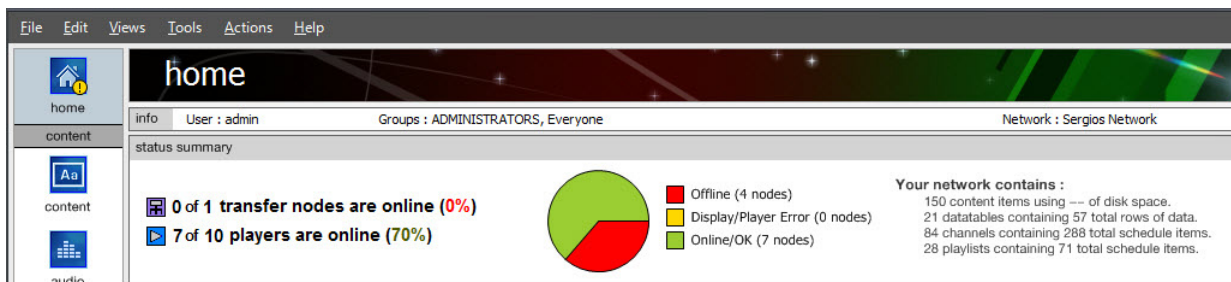 File Edit Views Tools Actions Help
home
home
info User : admin Groups : ADMINISTRATORS, Everyone Network : Sergios Network
content
status summary
Aa
content
0 of 1 transfer nodes are online (0%)
7 of 10 players are online (70%)
Offline (4 nodes)
Display/Player Error (0 nodes)
Online/OK (7 nodes)
Your network contains :
150 content items using -- of disk space.
21 datatables containing 57 total rows of data.
84 channels containing 288 total schedule items.
28 playlists containing 71 total schedule items.
audio